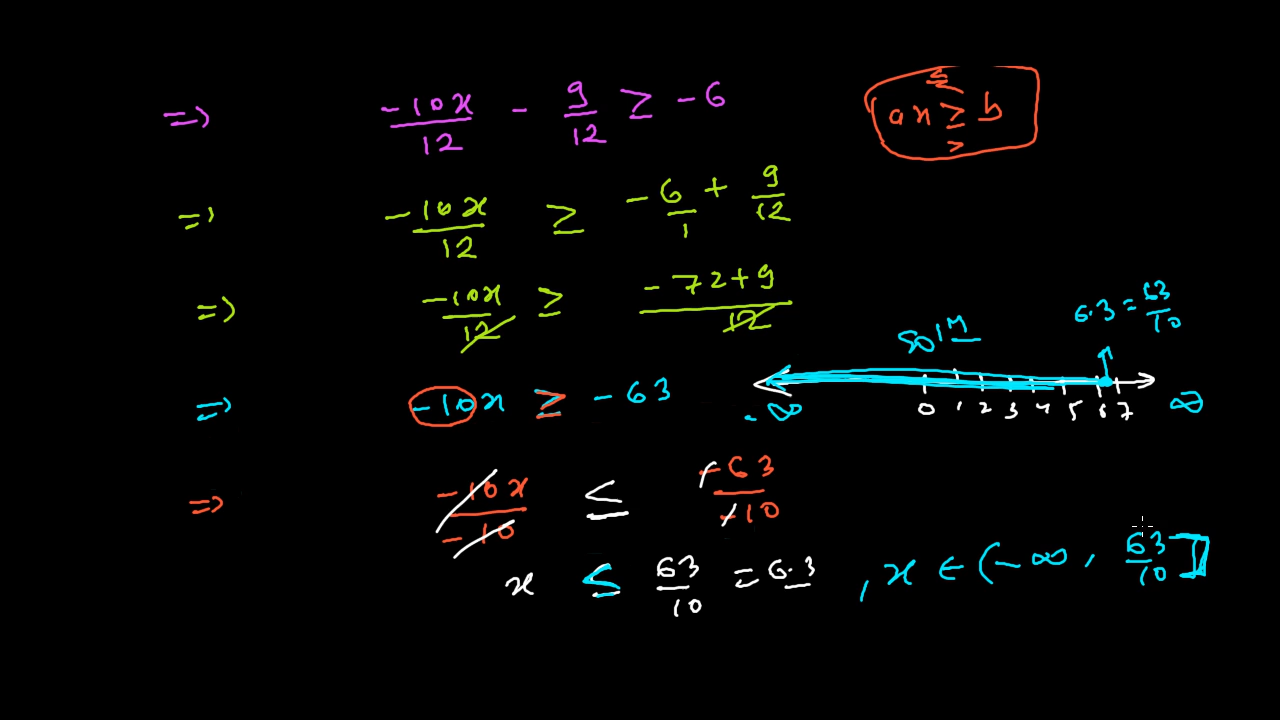 => -10x/12 - 9/12 ≥ -6
≤
ax ≥ b
>
=> -10x/12 ≥ -6/1 + 9/12
=> -10x/12 ≥ -72+9/12
6.3 = 63/10
Sol^n
=> -10x ≥ -63
-∞ 0 1 2 3 4 5 6 7 ∞
=> -10x/-10 ≤ -63/-10
x ≤ 63/10 = 6.3 , x ∈ (-∞ , 63/10]